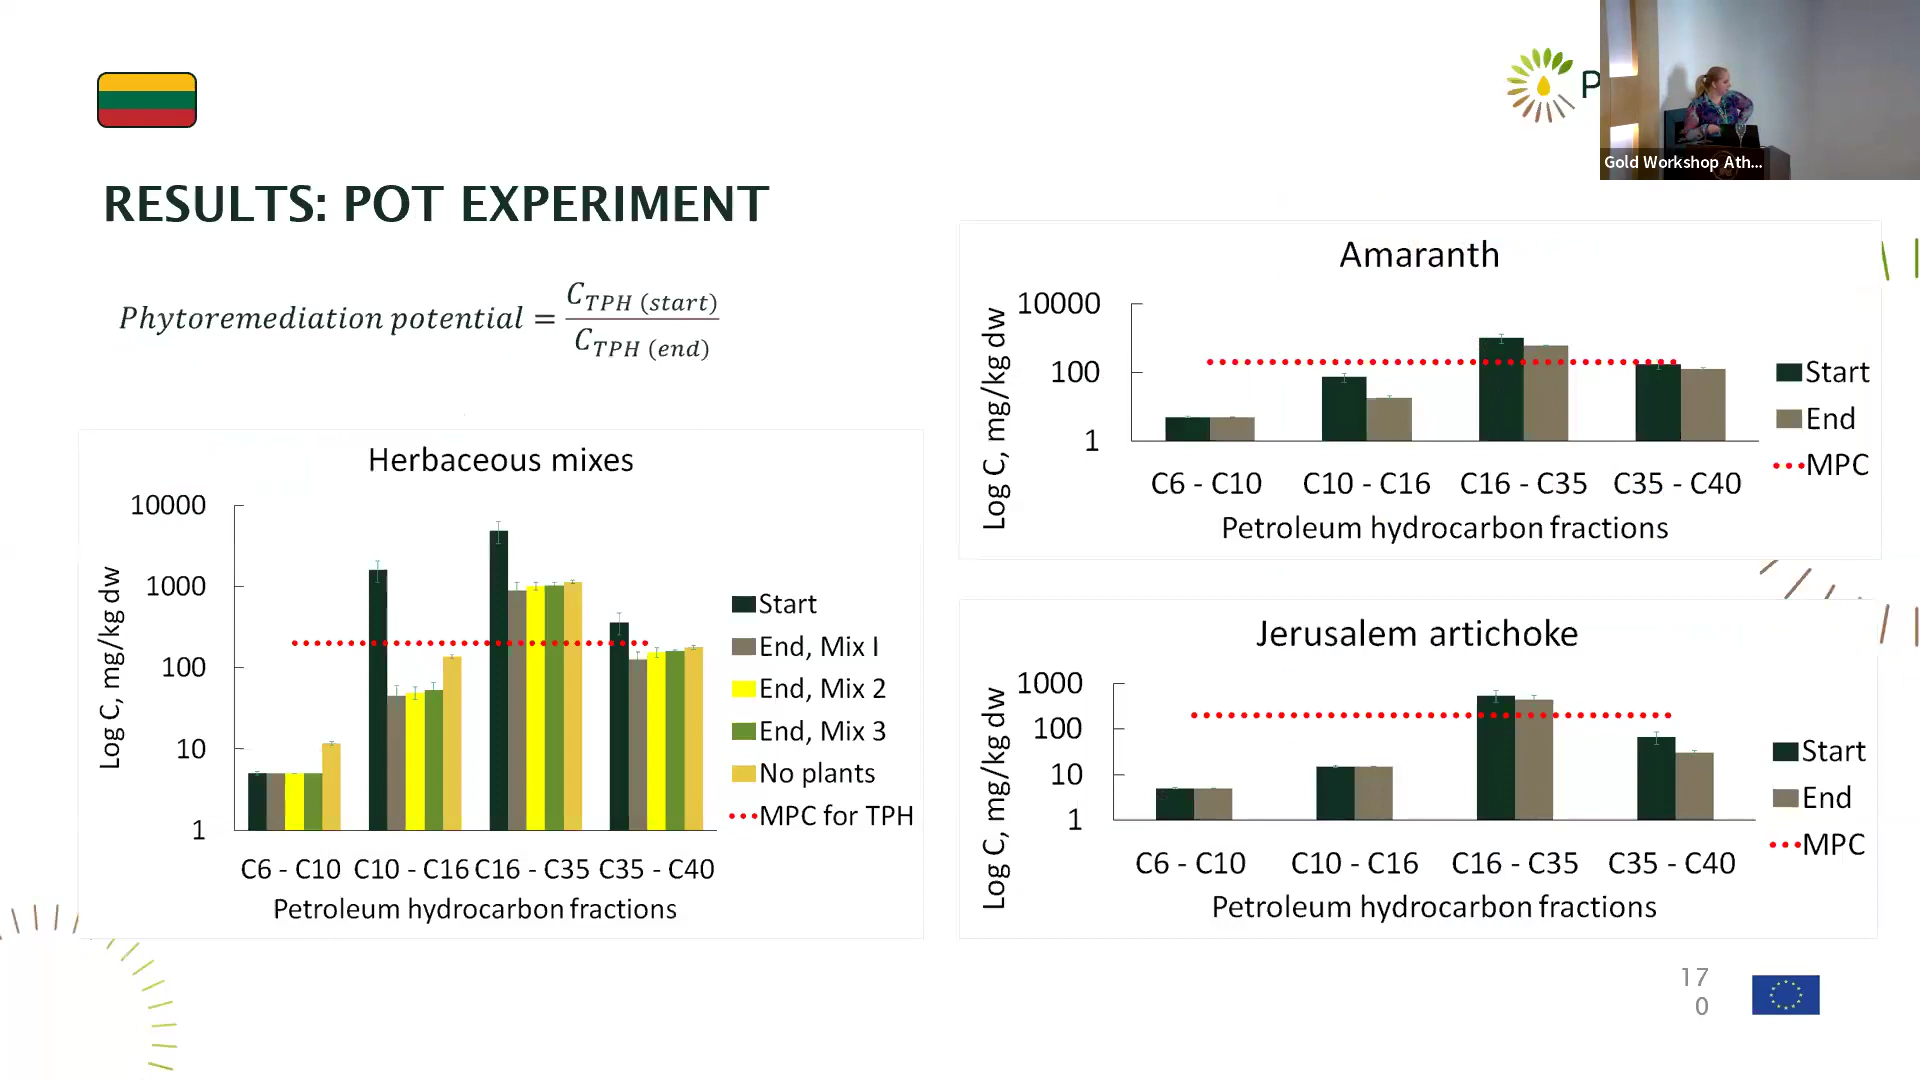 P
Gold Workshop Ath...
RESULTS: POT EXPERIMENT
Phytoremediation potential = C_TPH (start) / C_TPH (end)
Herbaceous mixes
Log C, mg/kg dw
10000
1000
100
10
1
C6 - C10 C10 - C16 C16 - C35 C35 - C40
Petroleum hydrocarbon fractions
Start
End, Mix I
End, Mix 2
End, Mix 3
No plants
MPC for TPH
Amaranth
Log C, mg/kg dw
10000
100
1
C6 - C10 C10 - C16 C16 - C35 C35 - C40
Petroleum hydrocarbon fractions
Start
End
MPC
Jerusalem artichoke
Log C, mg/kg dw
1000
100
10
1
C6 - C10 C10 - C16 C16 - C35 C35 - C40
Petroleum hydrocarbon fractions
Start
End
MPC
17
0